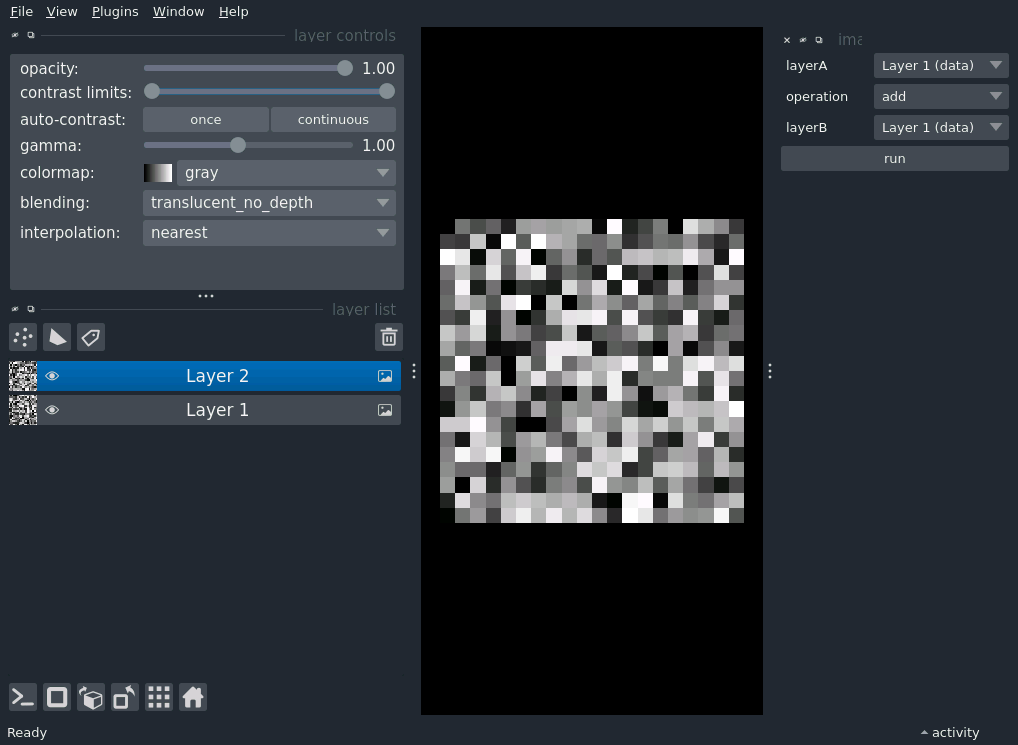 File View Plugins Window Help
layer controls
opacity: 1.00
contrast limits:
auto-contrast: once continuous
gamma: 1.00
colormap: gray
blending: translucent_no_depth
interpolation: nearest
layer list
Layer 2
Layer 1
ima
layerA Layer 1 (data)
operation add
layerB Layer 1 (data)
run
Ready
activity